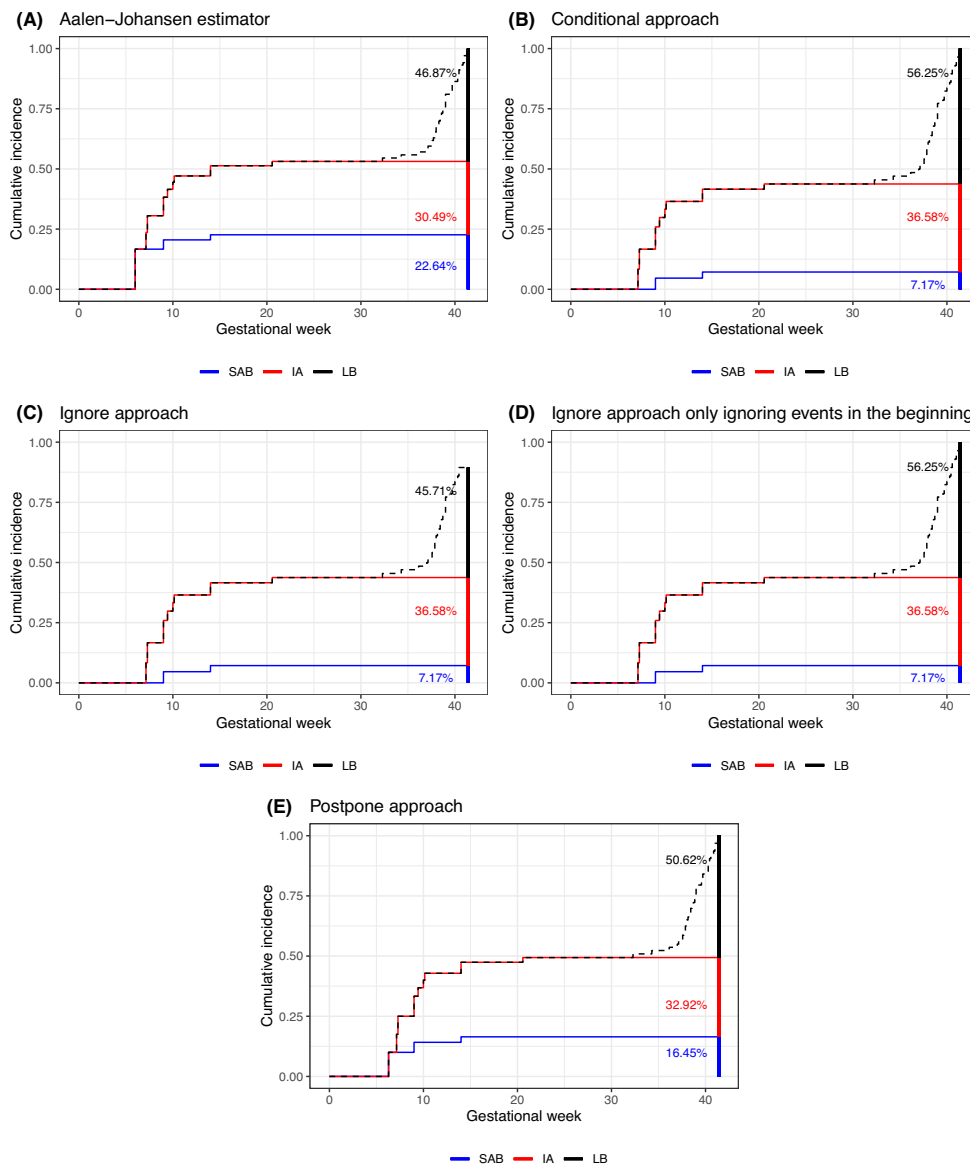 (A) Aalen−Johansen estimator
Cumulative incidence
1.00
0.75
0.50
0.25
0.00
46.87%
30.49%
22.64%
0 10 20 30 40
Gestational week
SAB IA LB
(B) Conditional approach
Cumulative incidence
1.00
0.75
0.50
0.25
0.00
56.25%
36.58%
7.17%
0 10 20 30 40
Gestational week
SAB IA LB
(C) Ignore approach
Cumulative incidence
1.00
0.75
0.50
0.25
0.00
45.71%
36.58%
7.17%
0 10 20 30 40
Gestational week
SAB IA LB
(D) Ignore approach only ignoring events in the beginning
Cumulative incidence
1.00
0.75
0.50
0.25
0.00
56.25%
36.58%
7.17%
0 10 20 30 40
Gestational week
SAB IA LB
(E) Postpone approach
Cumulative incidence
1.00
0.75
0.50
0.25
0.00
50.62%
32.92%
16.45%
0 10 20 30 40
Gestational week
SAB IA LB